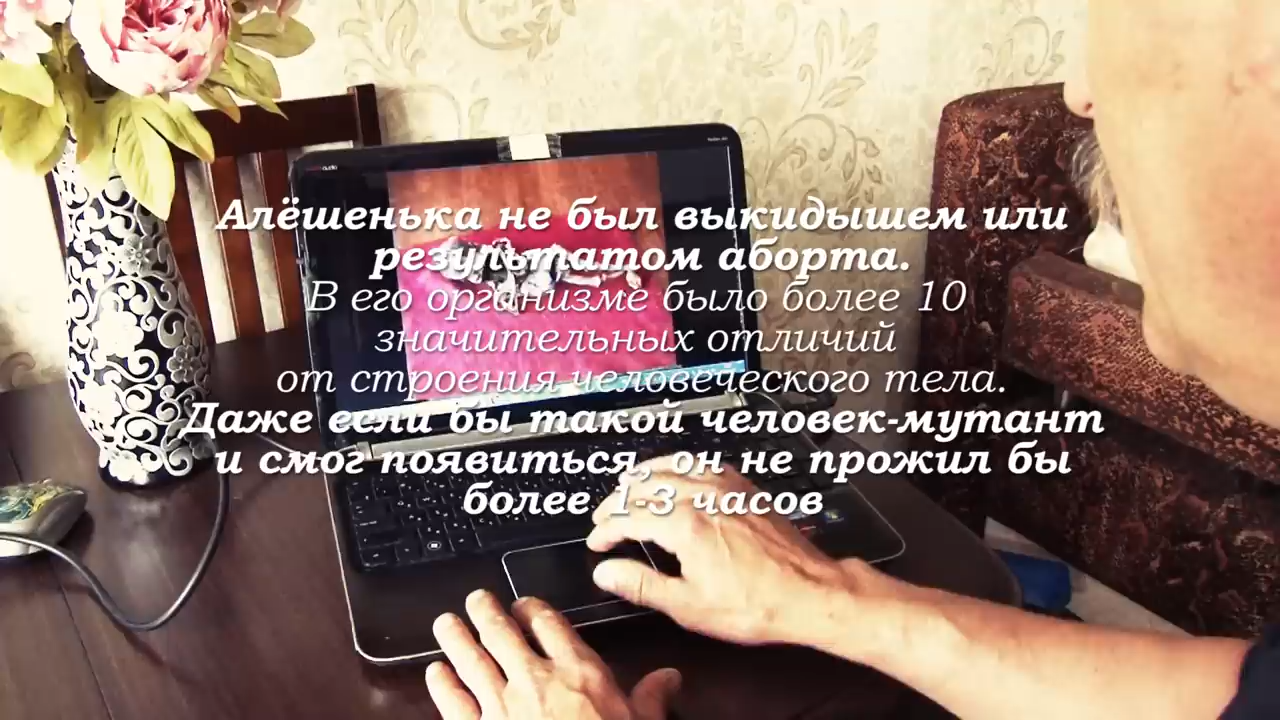 Алёшенька не был выкидышем или
результатом аборта.
В его организме было более 10
значительных отличий
от строения человеческого тела.
Даже если бы такой человек-мутант
и смог появиться, он не прожил бы
более 1-3 часов